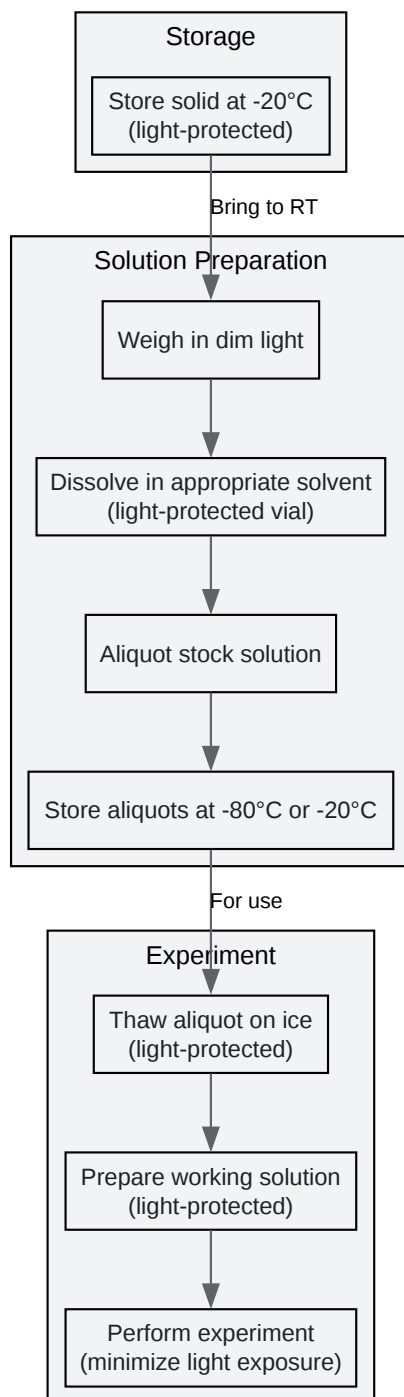 Storage
Store solid at -20°C
(light-protected)
Bring to RT
Solution Preparation
Weigh in dim light
Dissolve in appropriate solvent
(light-protected vial)
Aliquot stock solution
Store aliquots at -80°C or -20°C
For use
Experiment
Thaw aliquot on ice
(light-protected)
Prepare working solution
(light-protected)
Perform experiment
(minimize light exposure)